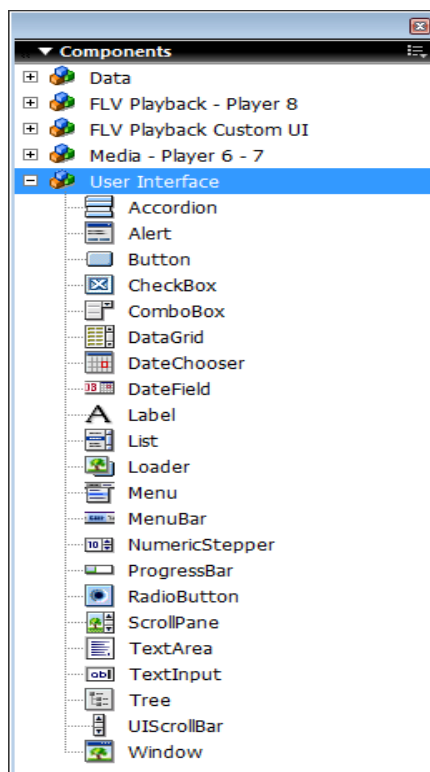 Components
Data
FLV Playback - Player 8
FLV Playback Custom UI
Media - Player 6 - 7
User Interface
Accordion
Alert
Button
CheckBox
ComboBox
DataGrid
DateChooser
DateField
Label
List
Loader
Menu
MenuBar
NumericStepper
ProgressBar
RadioButton
ScrollPane
TextArea
TextInput
Tree
UIScrollBar
Window